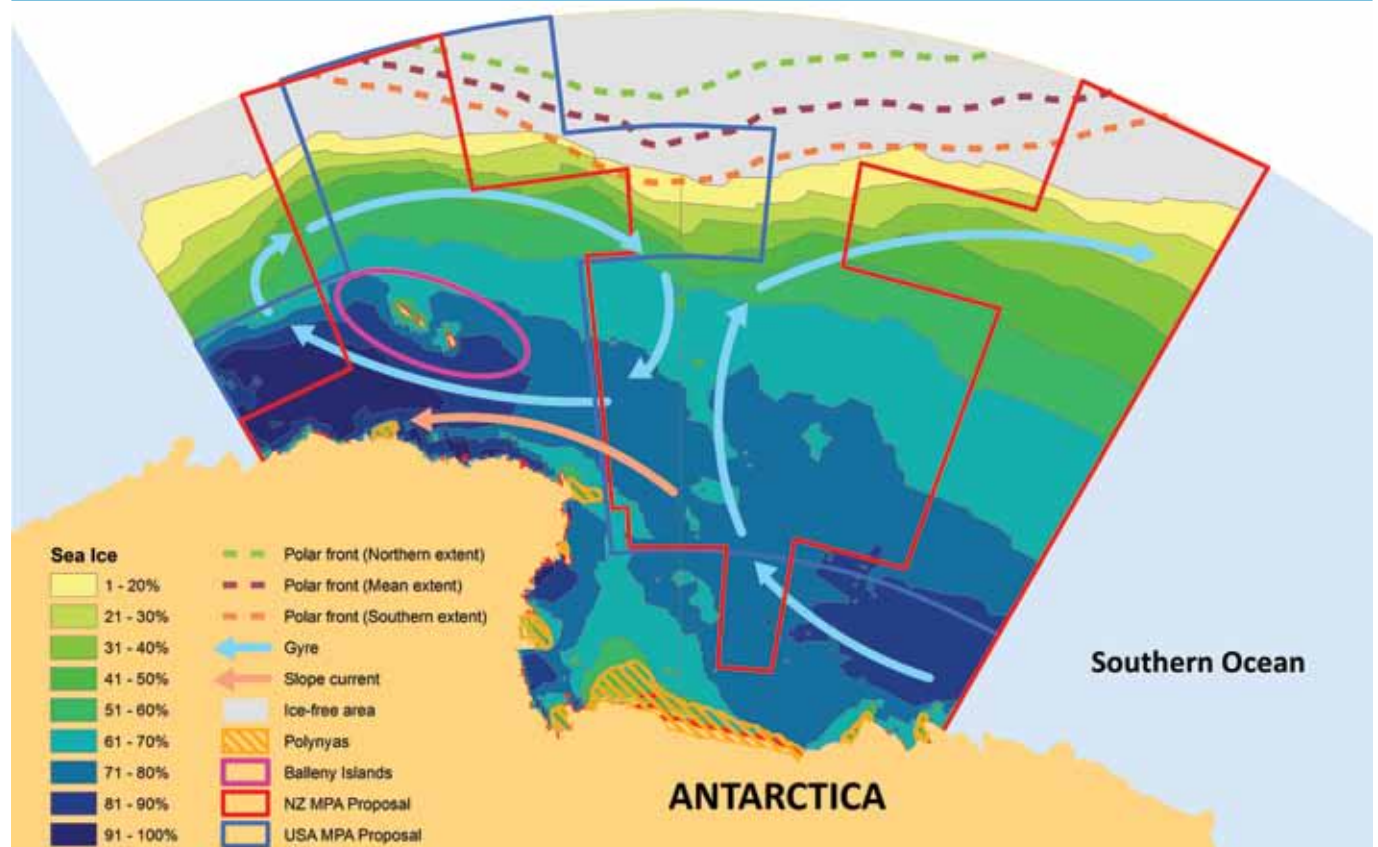 Sea Ice
1 - 20%
21 - 30%
31 - 40%
41 - 50%
51 - 60%
61 - 70%
71 - 80%
81 - 90%
91 - 100%
Polar front (Northern extent)
Polar front (Mean extent)
Polar front (Southern extent)
Gyre
Slope current
Ice-free area
Polynyas
Balleny Islands
NZ MPA Proposal
USA MPA Proposal
Southern Ocean
ANTARCTICA